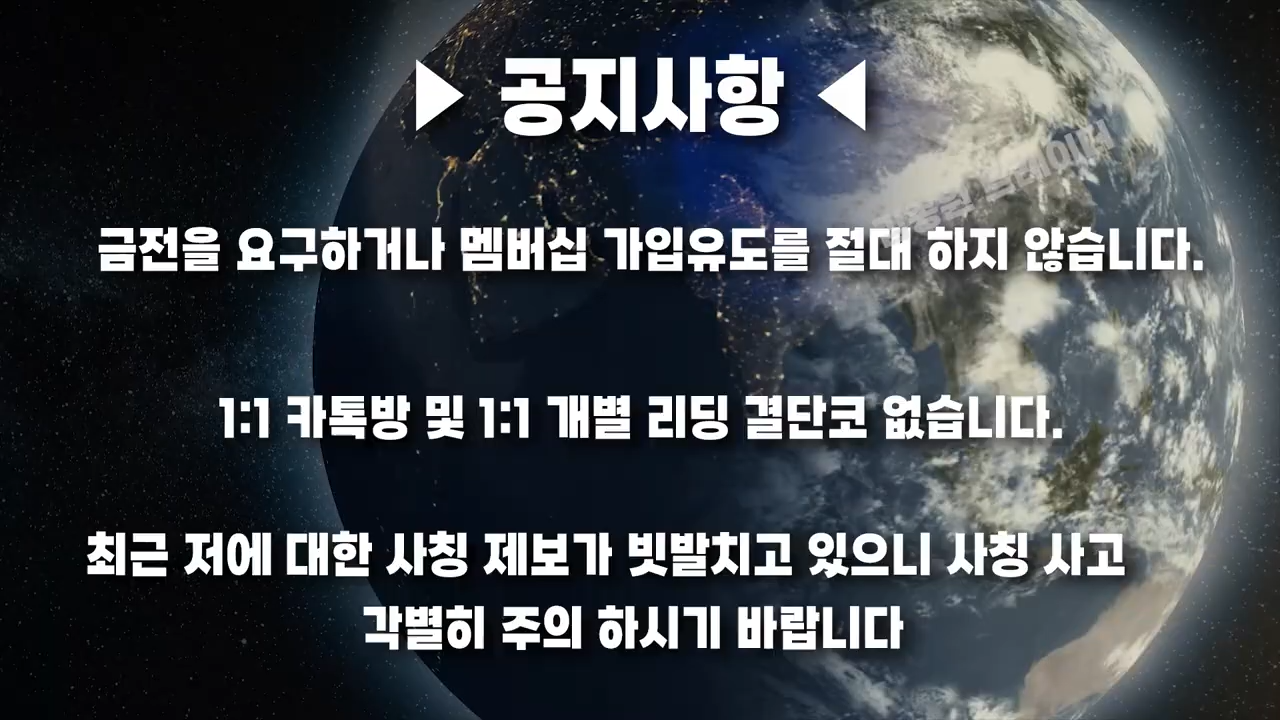 ▶ 공지사항 ◀
금전을 요구하거나 멤버십 가입유도를 절대 하지 않습니다.
1:1 카톡방 및 1:1 개별 리딩 결단코 없습니다.
최근 저에 대한 사칭 제보가 빗발치고 있으니 사칭 사고
각별히 주의 하시기 바랍니다